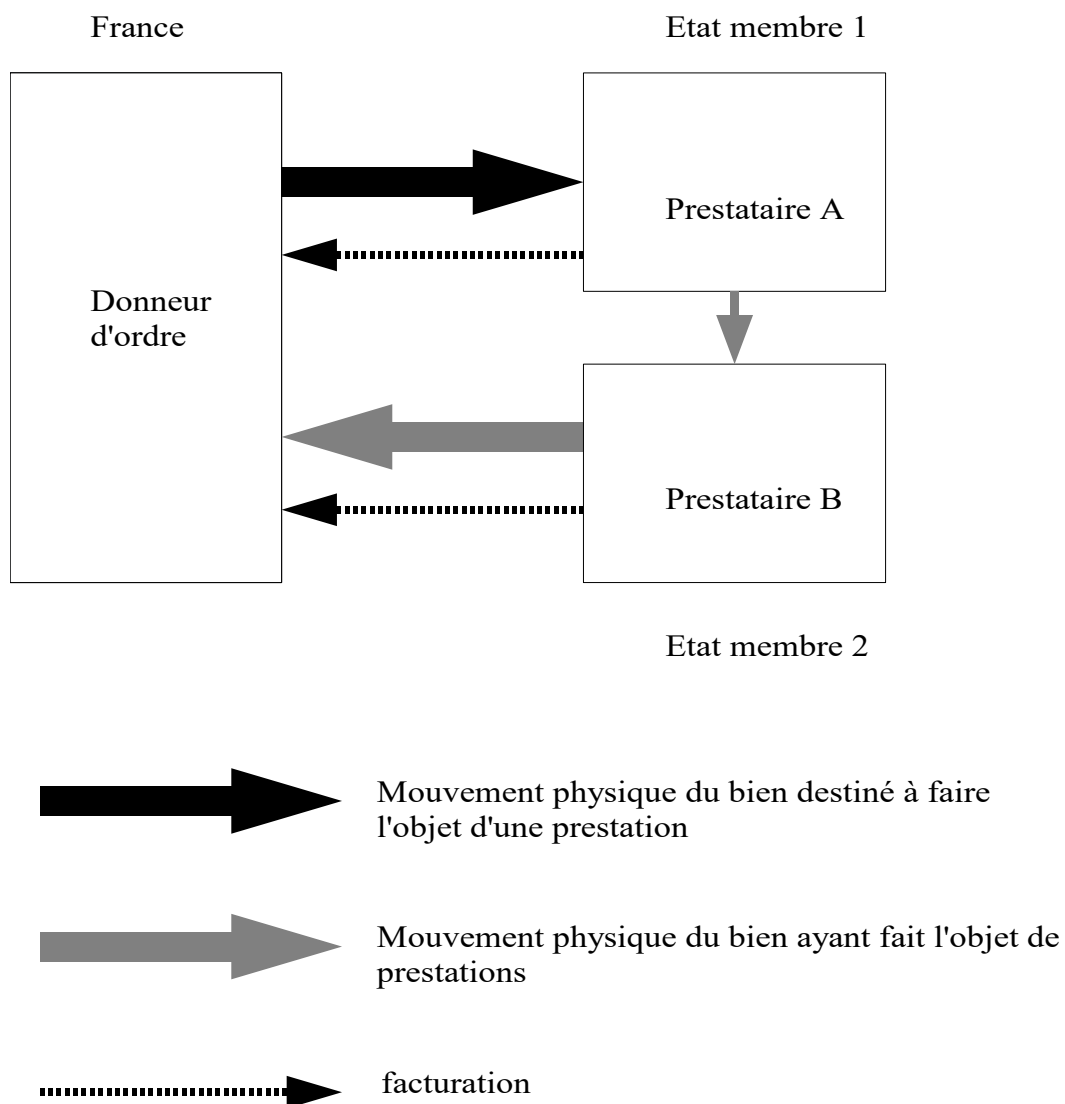 France
Etat membre 1
Prestataire A
Donneur
d'ordre
Prestataire B
Etat membre 2
Mouvement physique du bien destiné à faire
l'objet d'une prestation
Mouvement physique du bien ayant fait l'objet de
prestations
facturation